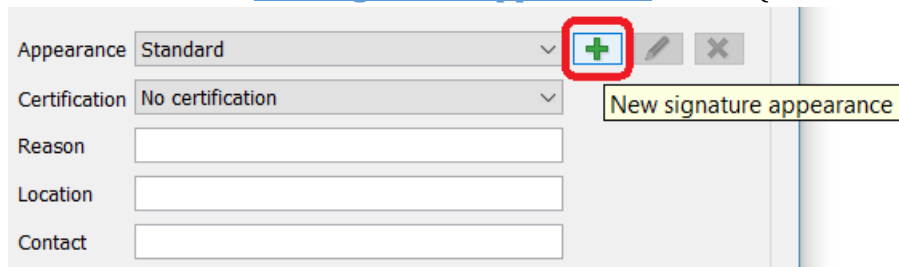 Appearance Standard
Certification No certification
New signature appearance
Reason
Location
Contact